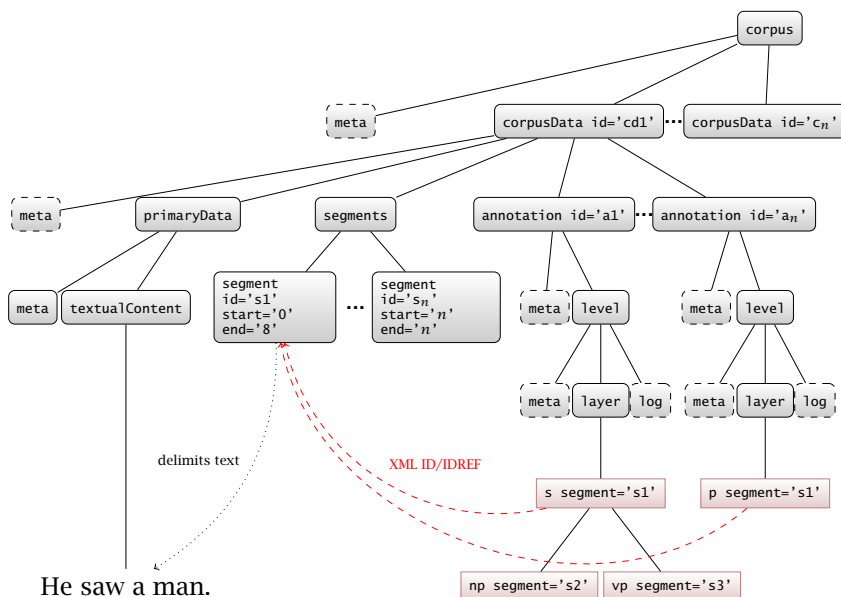 corpus
meta
corpusData id='cd1'
...
corpusData id='cn'
meta
primaryData
segments
annotation id='a1'
...
annotation id='an'
meta
textualContent
segment
id='s1'
start='0'
end='8'
...
segment
id='sn'
start='n'
end='n'
meta
level
meta
level
meta
layer
log
meta
layer
log
delimits text
XML ID/IDREF
s segment='s1'
p segment='s1'
He saw a man.
np segment='s2'
vp segment='s3'